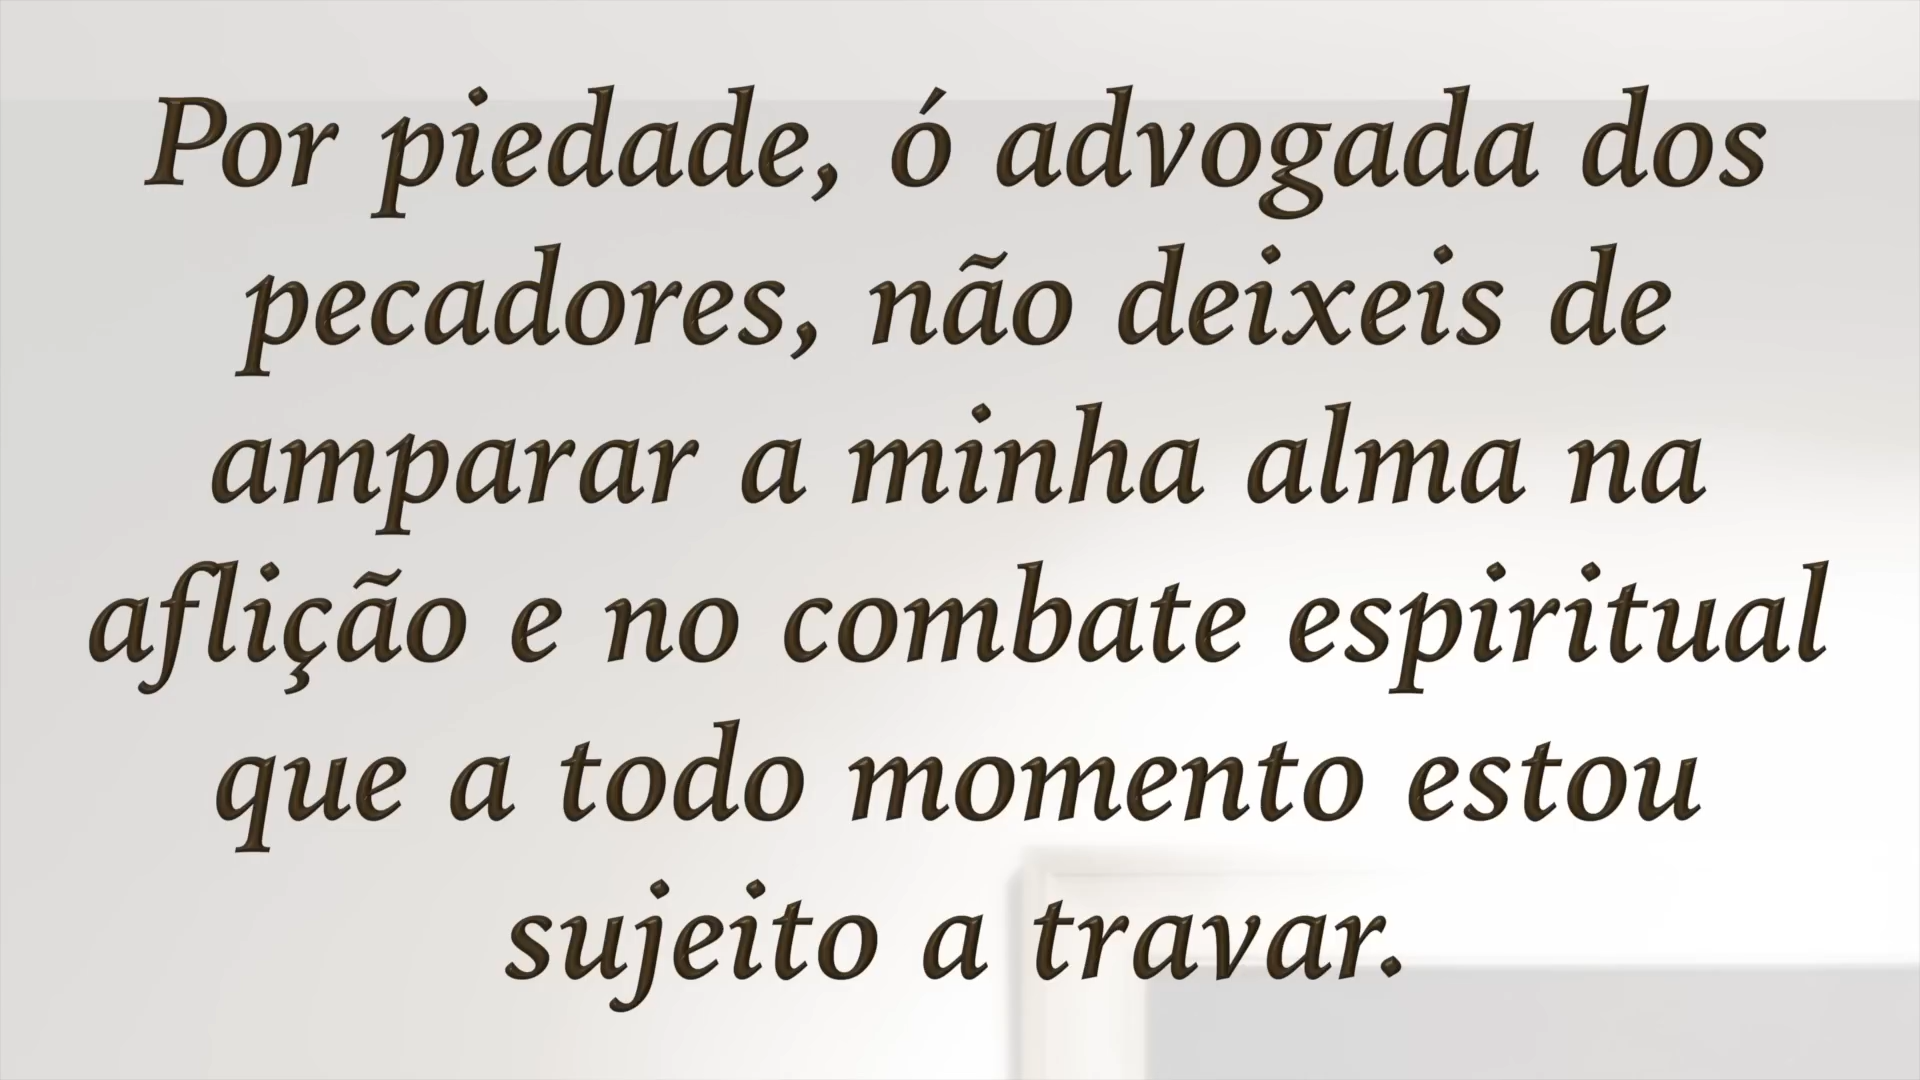 Por piedade, ó advogada dos
pecadores, não deixeis de
amparar a minha alma na
aflição e no combate espiritual
que a todo momento estou
sujeito a travar.